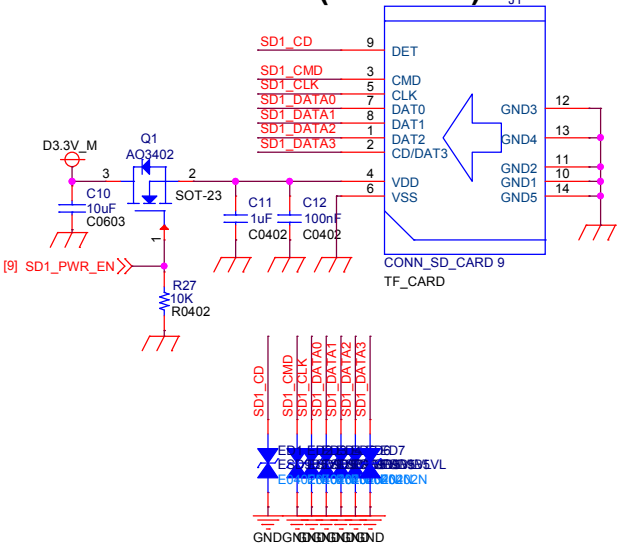 J1
SD1_CD 9 DET
SD1_CMD 3 CMD
SD1_CLK 5 CLK
SD1_DATA0 7 DAT0 GND3 12
SD1_DATA1 8 DAT1
SD1_DATA2 1 DAT2 GND4 13
SD1_DATA3 2 CD/DAT3
GND2 11
4 VDD GND1 10
6 VSS GND5 14
CONN_SD_CARD 9
TF_CARD
D3.3V_M
Q1
AO3402
3 2
SOT-23
1
C10
10uF
C0603
C11
1uF
C0402
C12
100nF
C0402
[9] SD1_PWR_EN
R27
10K
R0402
SD1_CD
SD1_CMD
SD1_CLK
SD1_DATA0
SD1_DATA1
SD1_DATA2
SD1_DATA3
GND